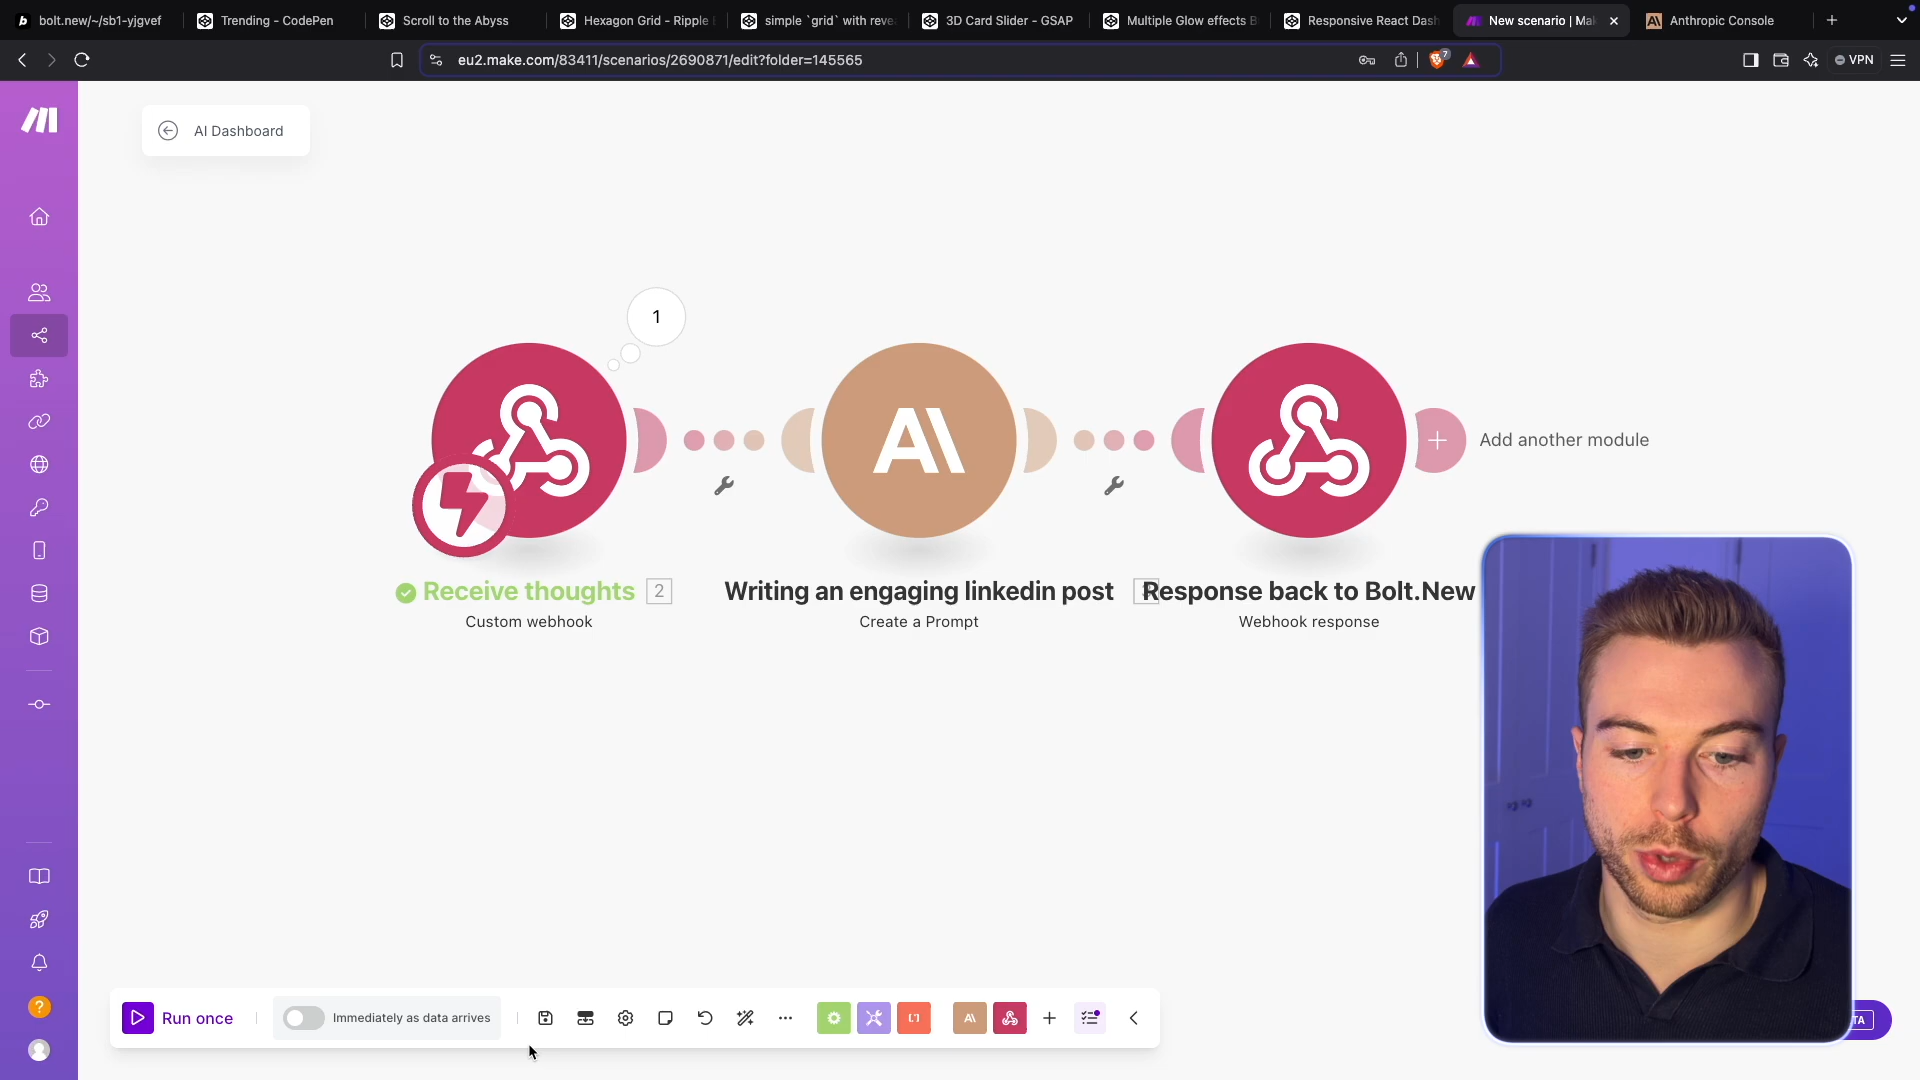 bolt.new/~/sb1-yjgvef
Trending - CodePen
Scroll to the Abyss
Hexagon Grid - Ripple
simple `grid` with reve
3D Card Slider - GSAP
Multiple Glow effects B
Responsive React Dash
New scenario | Mak
Anthropic Console
eu2.make.com/83411/scenarios/2690871/edit?folder=145565
7
VPN
AI Dashboard
1
Add another module
Receive thoughts 2
Custom webhook
Writing an engaging linkedin post
Create a Prompt
Response back to Bolt.New
Webhook response
Run once
Immediately as data arrives
TA
?